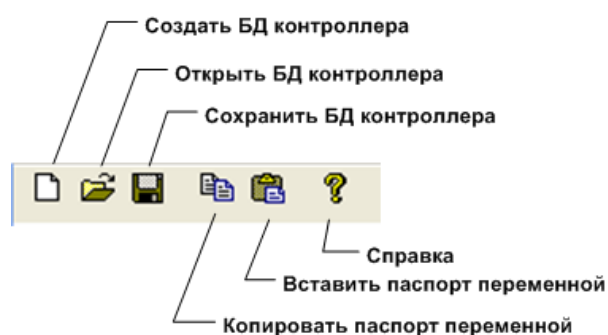 Создать БД контроллера
Открыть БД контроллера
Сохранить БД контроллера
Справка
Вставить паспорт переменной
Копировать паспорт переменной